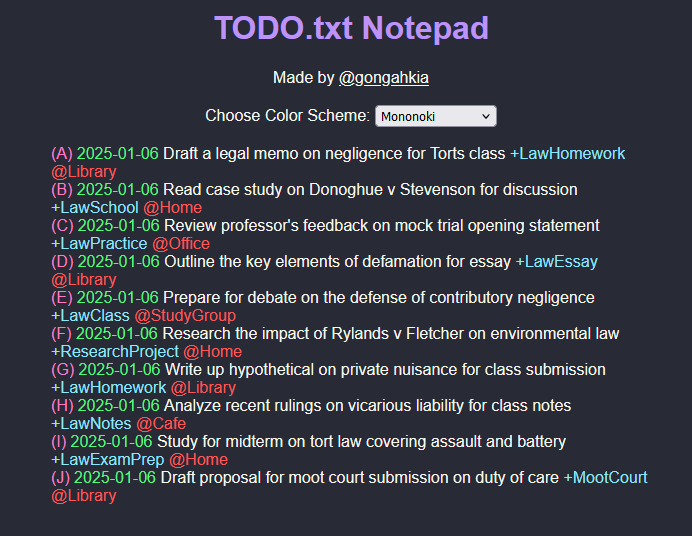 TODO.txt Notepad
Made by @gongahkia
Choose Color Scheme: Mononoki
(A) 2025-01-06 Draft a legal memo on negligence for Torts class +LawHomework
@Library
(B) 2025-01-06 Read case study on Donoghue v Stevenson for discussion
+LawSchool @Home
(C) 2025-01-06 Review professor's feedback on mock trial opening statement
+LawPractice @Office
(D) 2025-01-06 Outline the key elements of defamation for essay +LawEssay
@Library
(E) 2025-01-06 Prepare for debate on the defense of contributory negligence
+LawClass @StudyGroup
(F) 2025-01-06 Research the impact of Rylands v Fletcher on environmental law
+ResearchProject @Home
(G) 2025-01-06 Write up hypothetical on private nuisance for class submission
+LawHomework @Library
(H) 2025-01-06 Analyze recent rulings on vicarious liability for class notes
+LawNotes @Cafe
(I) 2025-01-06 Study for midterm on tort law covering assault and battery
+LawExamPrep @Home
(J) 2025-01-06 Draft proposal for moot court submission on duty of care +MootCourt
@Library